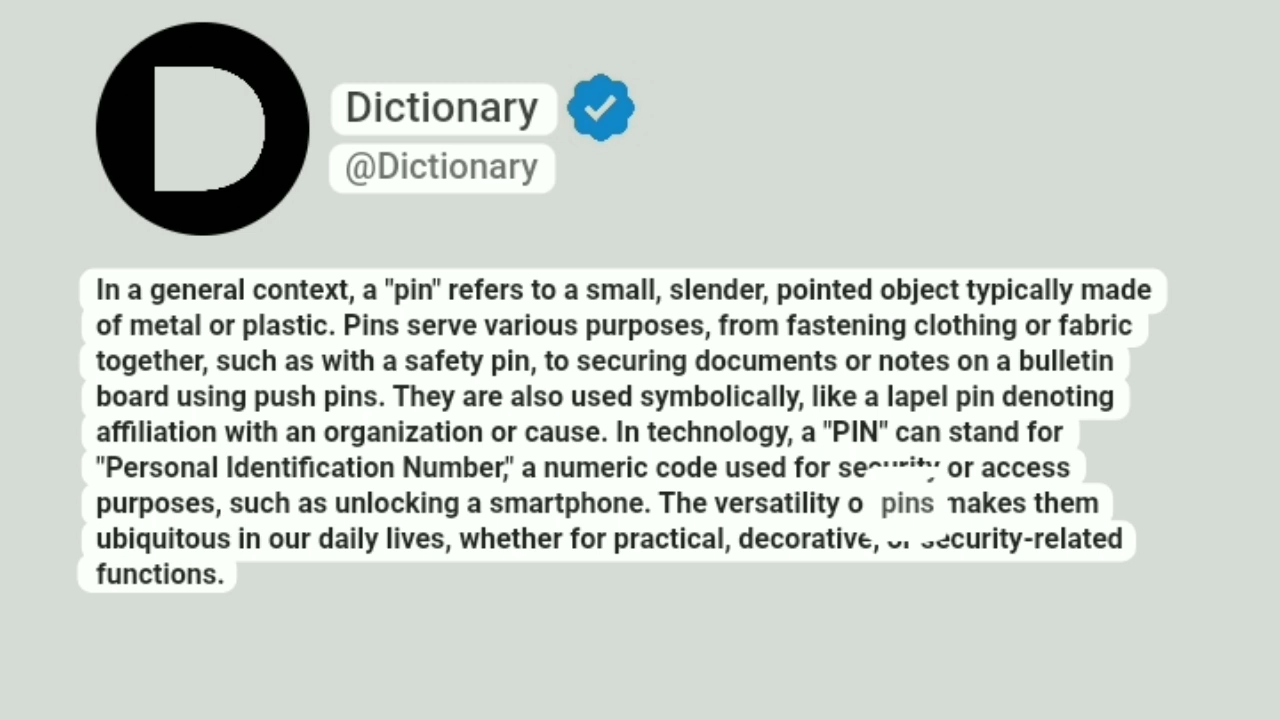 D
Dictionary
@Dictionary
In a general context, a "pin" refers to a small, slender, pointed object typically made
of metal or plastic. Pins serve various purposes, from fastening clothing or fabric
together, such as with a safety pin, to securing documents or notes on a bulletin
board using push pins. They are also used symbolically, like a lapel pin denoting
affiliation with an organization or cause. In technology, a "PIN" can stand for
"Personal Identification Number," a numeric code used for security or access
purposes, such as unlocking a smartphone. The versatility o pins makes them
ubiquitous in our daily lives, whether for practical, decorative, or security-related
functions.